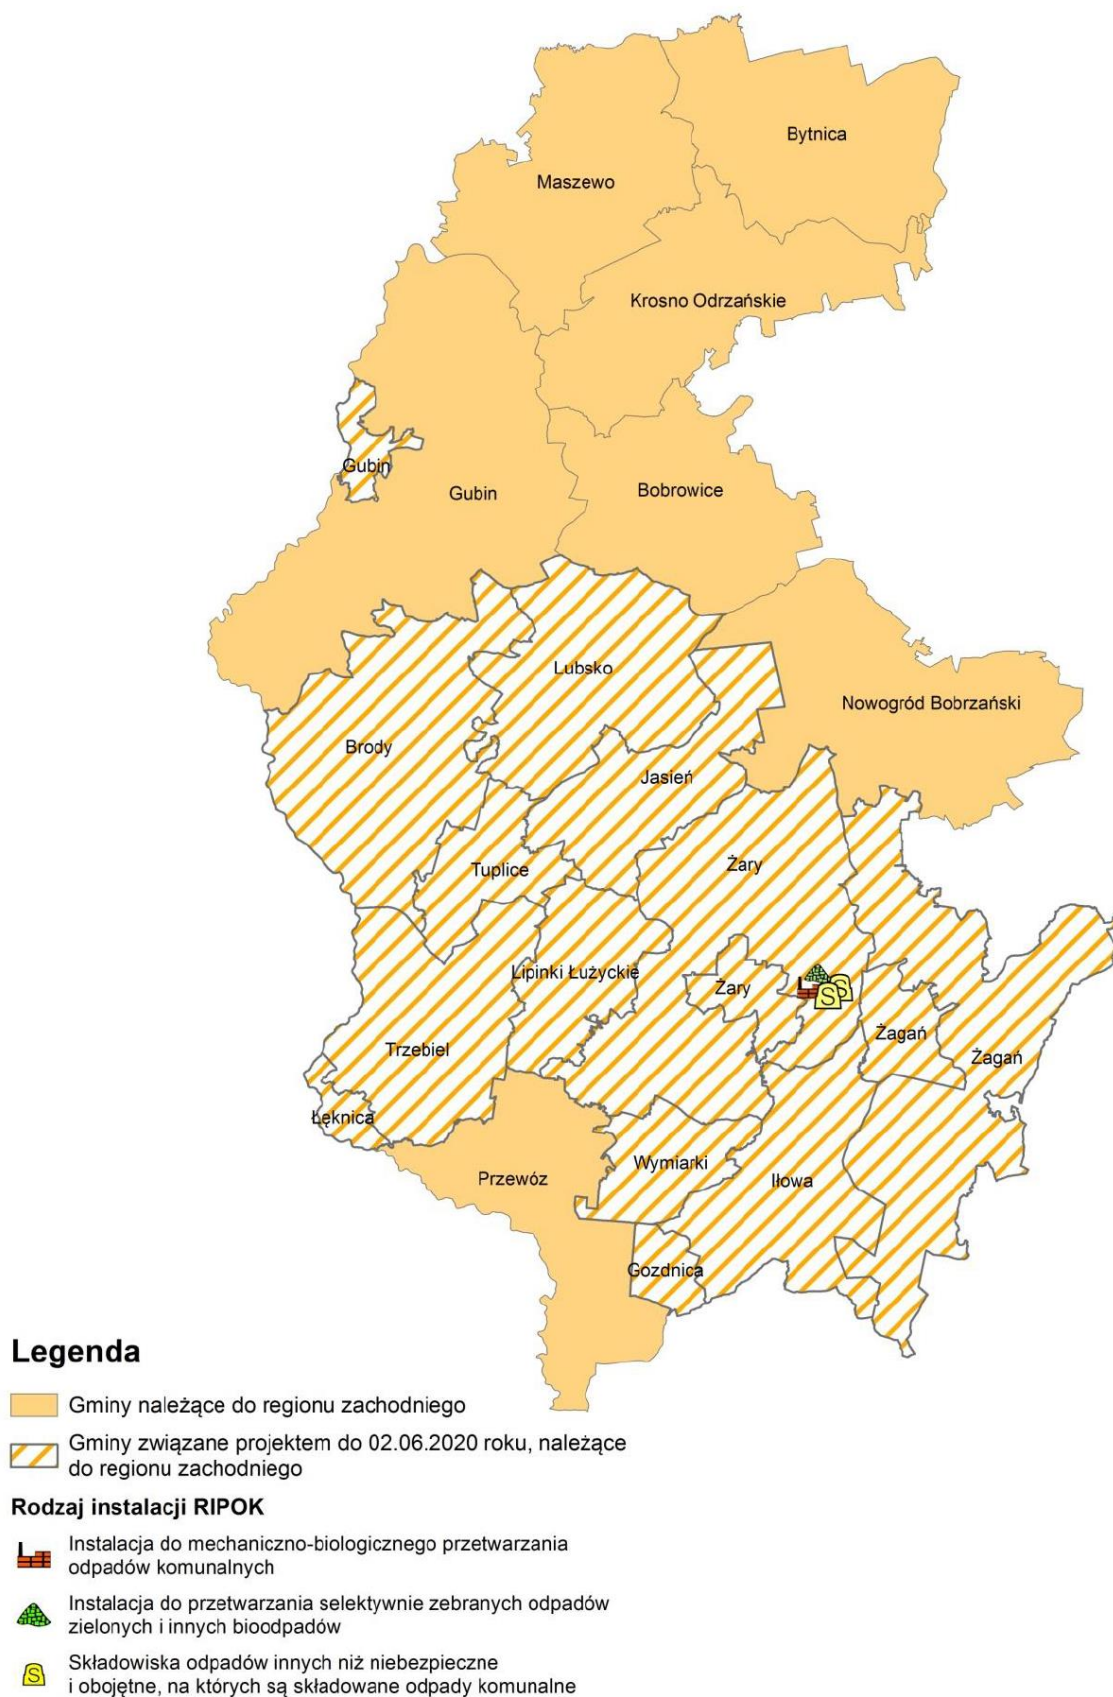 Bytnica
Maszewo
Krosno Odrzańskie
Gubin
Gubin
Bobrowice
Lubsko
Nowogród Bobrzański
Brody
Jasień
Tuplice
Żary
Lipinki Łużyckie
Żary
S
S
Trzebiel
Żagań
Żagań
Łęknica
Wymiarki
Przewóz
Iłowa
Gozdnica
Legenda
Gminy należące do regionu zachodniego
Gminy związane projektem do 02.06.2020 roku, należące
do regionu zachodniego
Rodzaj instalacji RIPOK
Instalacja do mechaniczno-biologicznego przetwarzania
odpadów komunalnych
Instalacja do przetwarzania selektywnie zebranych odpadów
zielonych i innych bioodpadów
S
Składowiska odpadów innych niż niebezpieczne
i obojętne, na których są składowane odpady komunalne